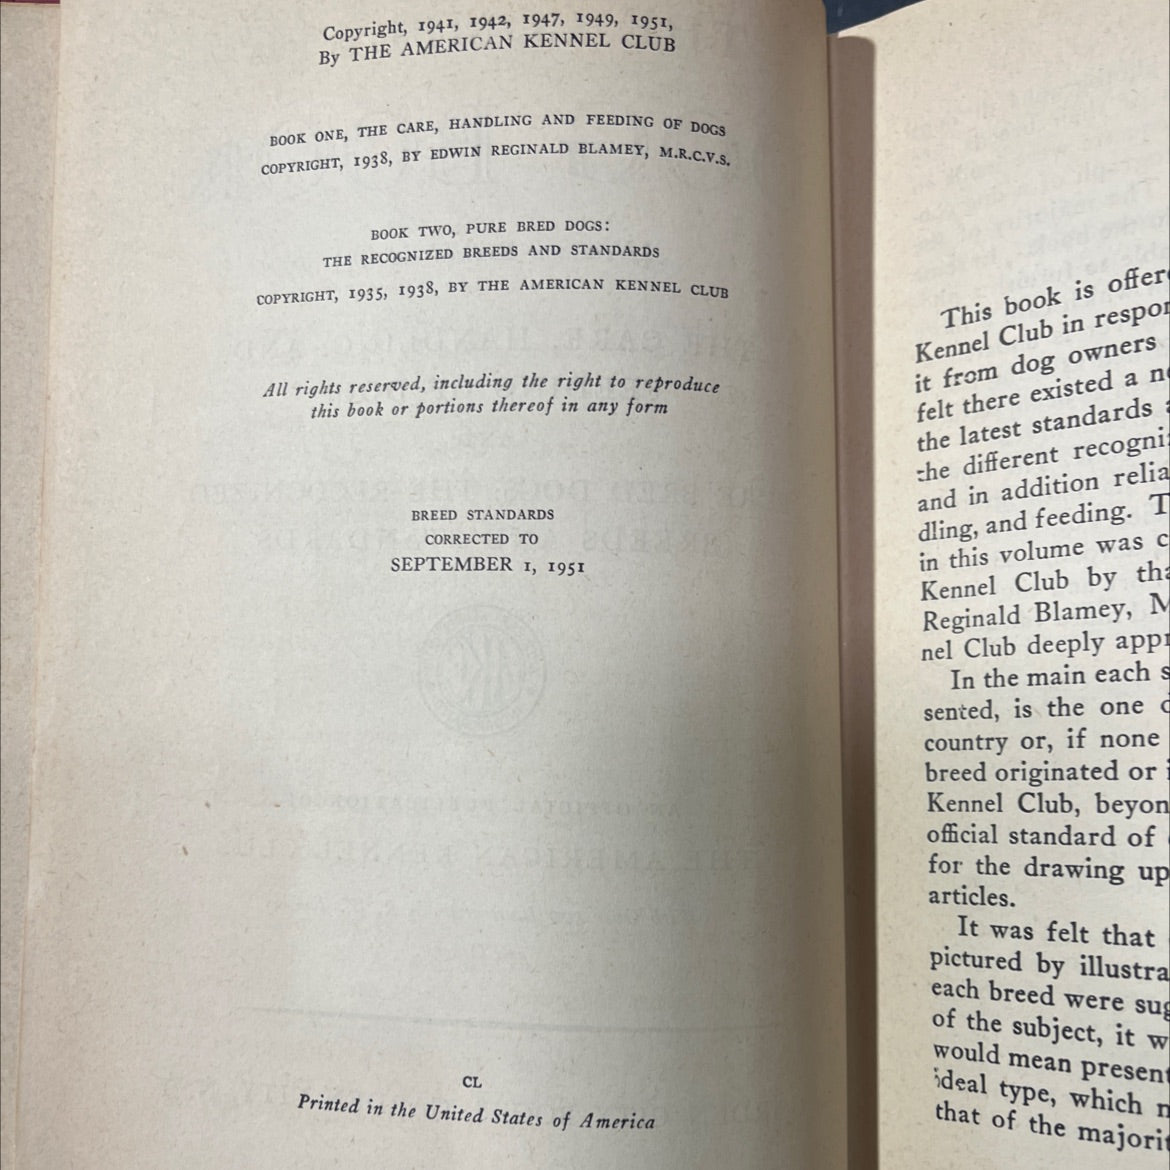 Copyright, 1941, 1942, 1947, 1949, 1951,
By THE AMERICAN KENNEL CLUB
BOOK ONE, THE CARE, HANDLING AND FEEDING OF DOGS
COPYRIGHT, 1938, BY EDWIN REGINALD BLAMEY, M.R.C.V.S.
BOOK TWO, PURE BRED DOGS:
THE RECOGNIZED BREEDS AND STANDARDS
COPYRIGHT, 1935, 1938, BY THE AMERICAN KENNEL CLUB
All rights reserved, including the right to reproduce
this book or portions thereof in any form
BREED STANDARDS
CORRECTED TO
SEPTEMBER 1, 1951
CL
Printed in the United States of America
This book is offer
Kennel Club in respo
it from dog owners
felt there existed a
the latest standards
the different recogni
and in addition relia
dling, and feeding.
in this volume was c
Kennel Club by tha
Reginald Blamey, M
nel Club deeply app
In the main each s
sented, is the one
country or, if none
breed originated or i
Kennel Club, beyon
official standard of
for the drawing up
articles.
It was felt that
pictured by illustra
each breed were sug
of the subject, it w
would mean present
ideal type, which
that of the majorit